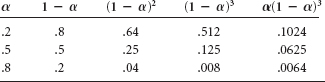 α 1 − α (1 − α)² (1 − α)³ α(1 − α)³
.2 .8 .64 .512 .1024
.5 .5 .25 .125 .0625
.8 .2 .04 .008 .0064